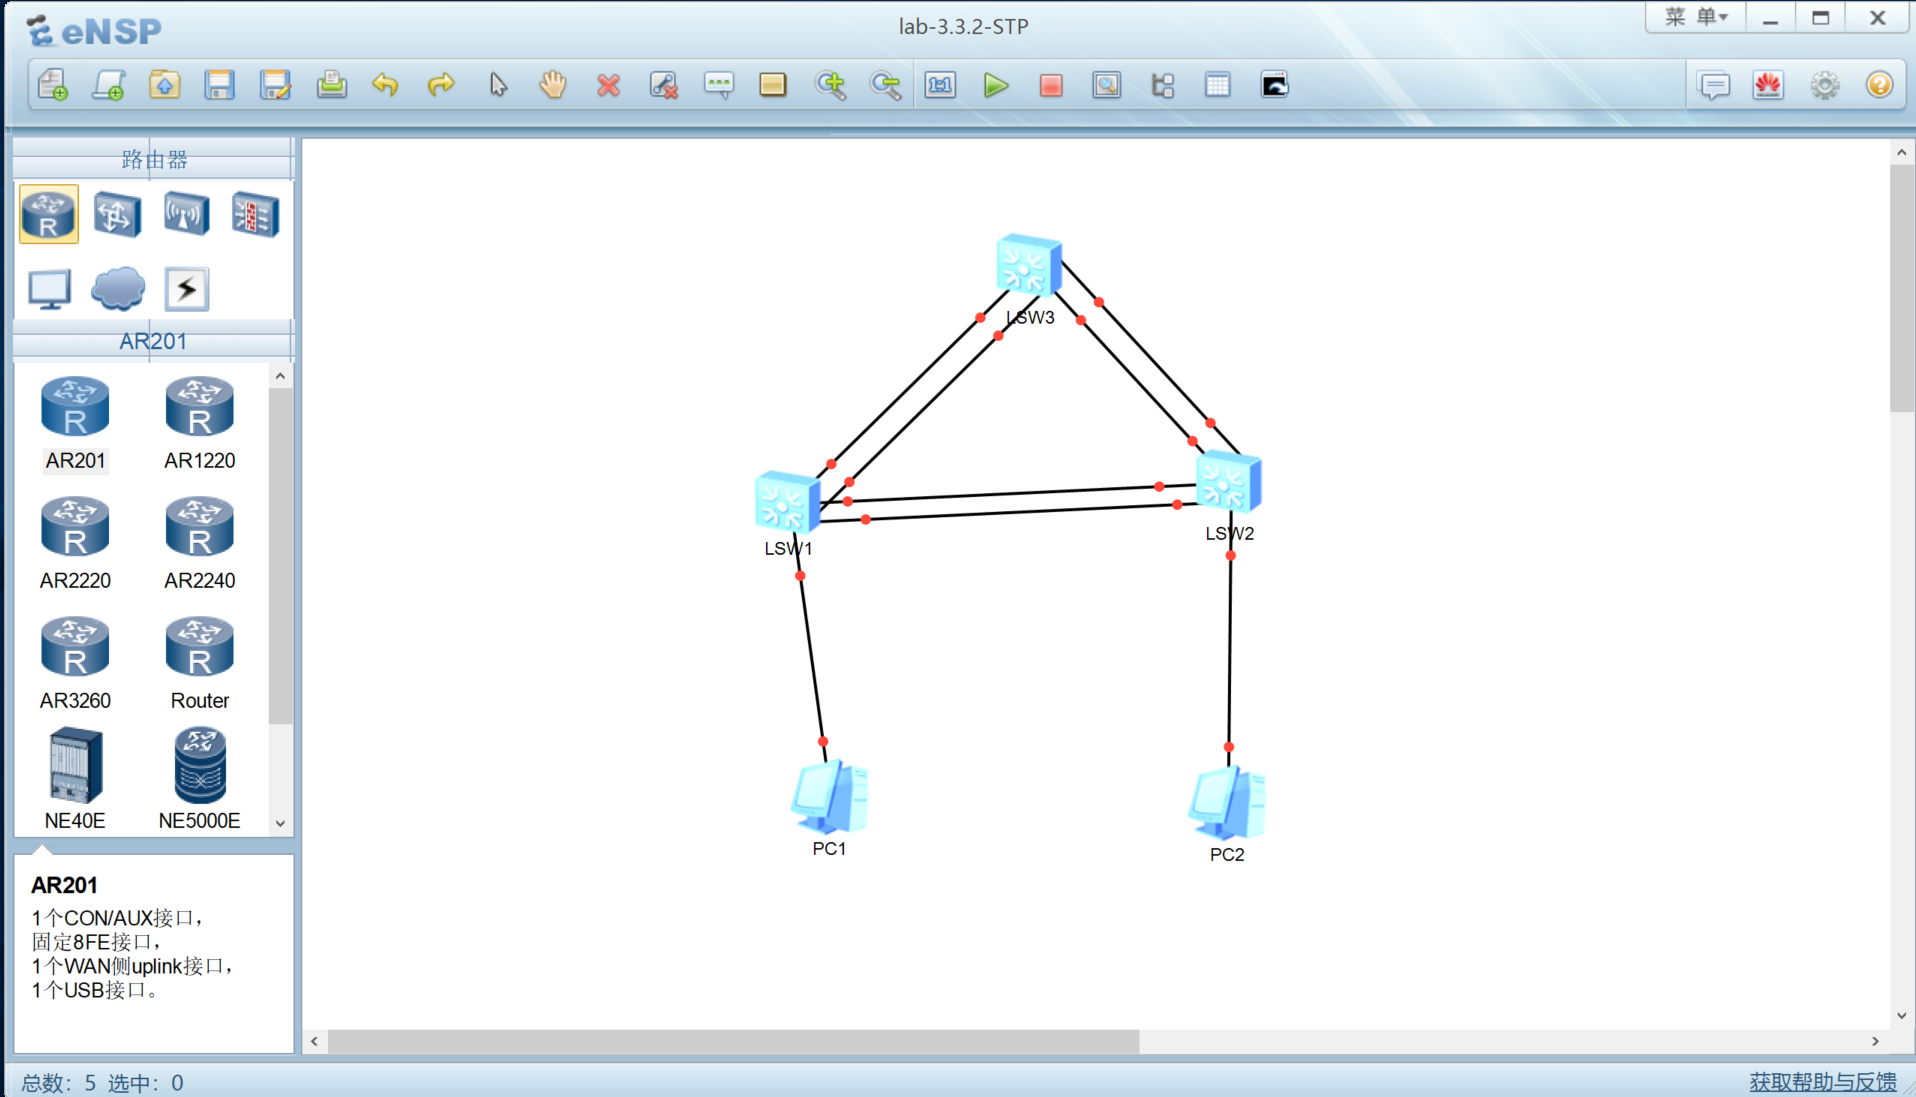 eNSP
lab-3.3.2-STP
菜 单
1:1
路由器
R
AR201
R
R
AR201
AR1220
R
R
AR2220
AR2240
R
R
AR3260
Router
NE40E
NE5000E
AR201
1个CON/AUX接口，
固定8FE接口，
1个WAN侧uplink接口，
1个USB接口。
LSW3
LSW1
LSW2
PC1
PC2
总数：5 选中：0
获取帮助与反馈